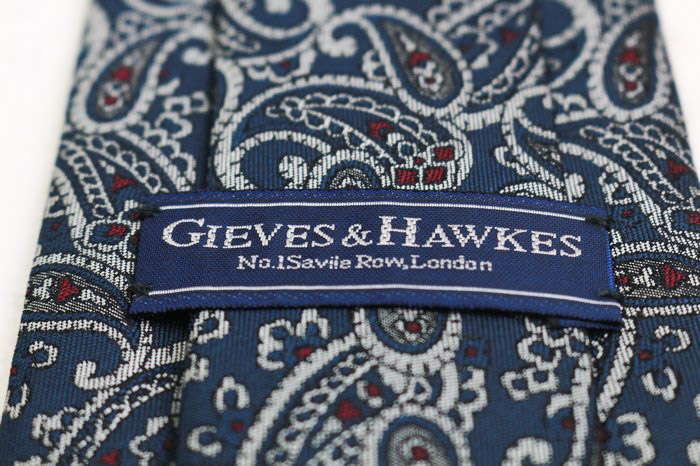 GIEVES & HAWKES
No.1 Savile Row, London